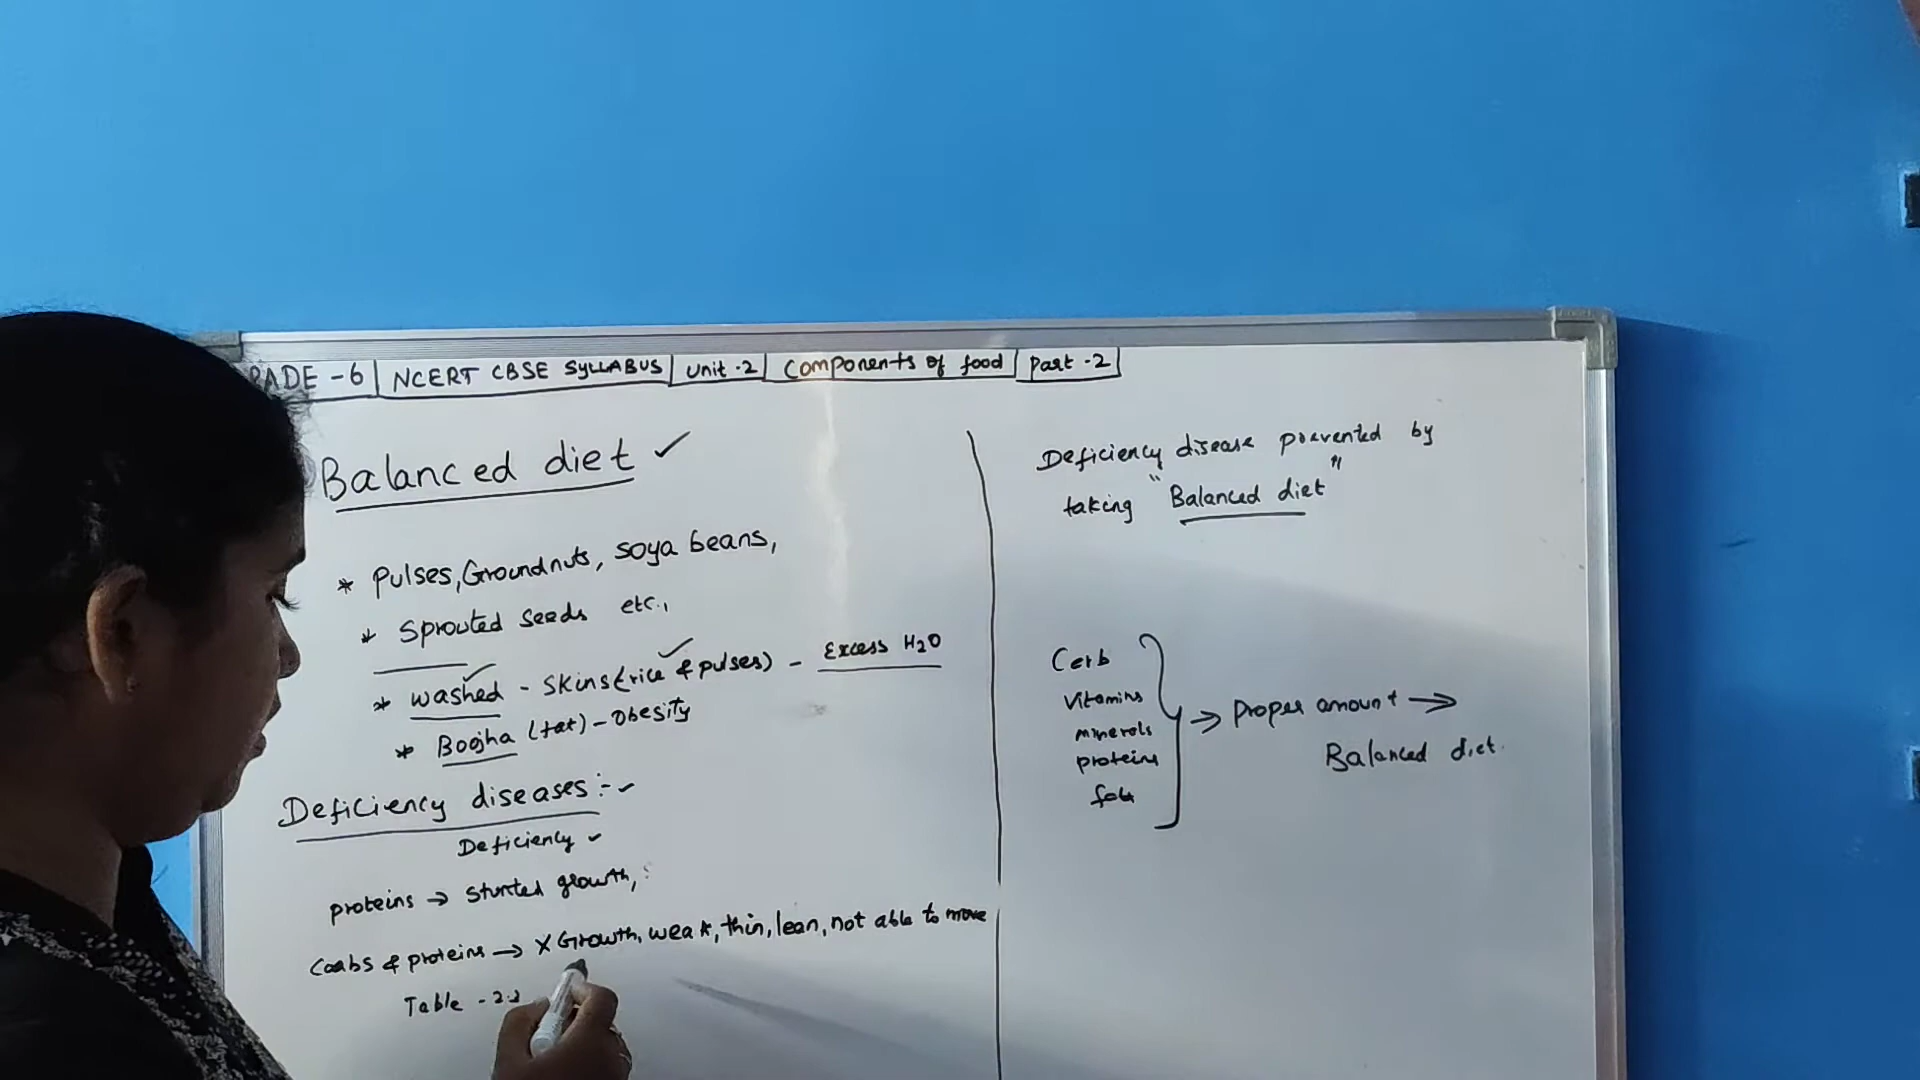 RADE - 6 | NCERT CBSE SYLLABUS | Unit - 2 | Components of food | Part - 2
Balanced diet ✓
* Pulses, Groundnuts, soya beans,
* Sprouted seeds etc.,
* washed - skins (rice & pulses) - Excess H2O
* Boojha (fat) - Obesity
Deficiency diseases :- ✓
Deficiency ✓
proteins → stunted growth,
Carbs & proteins → X Growth, weak, thin, lean, not able to move
Table - 2.2
Deficiency disease prevented by
taking "Balanced diet"
Cerb
Vitamins
minerals
proteins
fats
→ Proper amount →
Balanced diet.